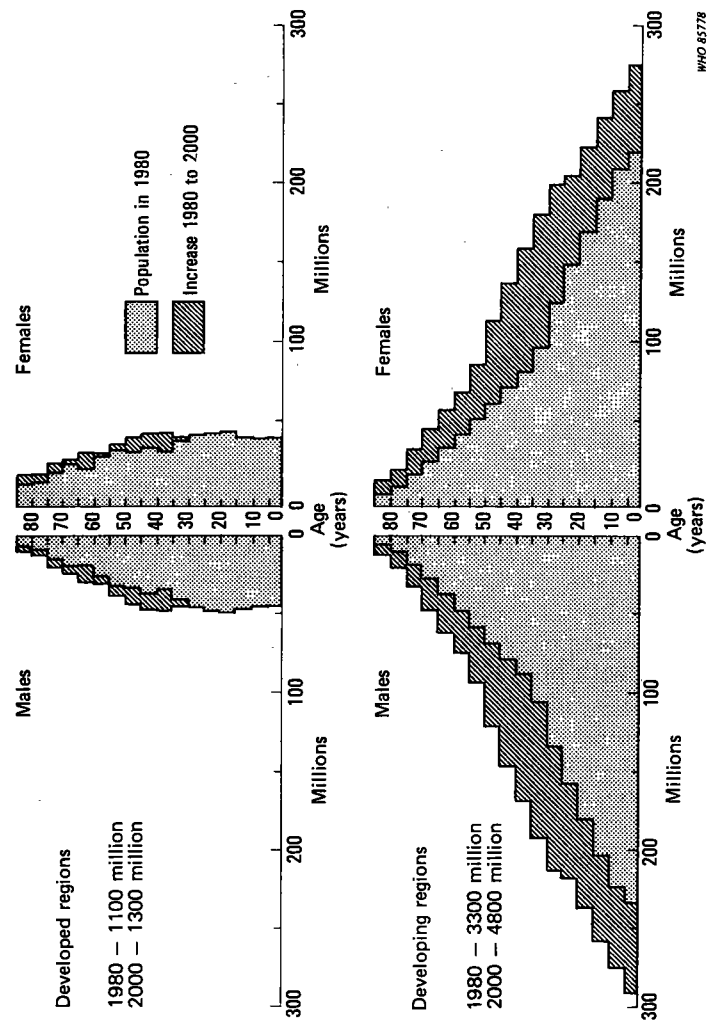 Developed regions
1980 – 1100 million
2000 – 1300 million
Males
Females
Population in 1980
Increase 1980 to 2000
80
70
60
50
40
30
20
10
0
300
200
100
0
Age
(years)
0
100
200
300
Millions
Millions
Developing regions
1980 – 3300 million
2000 – 4800 million
Males
Females
80
70
60
50
40
30
20
10
0
300
200
100
0
Age
(years)
0
100
200
300
Millions
Millions
WHO 85778